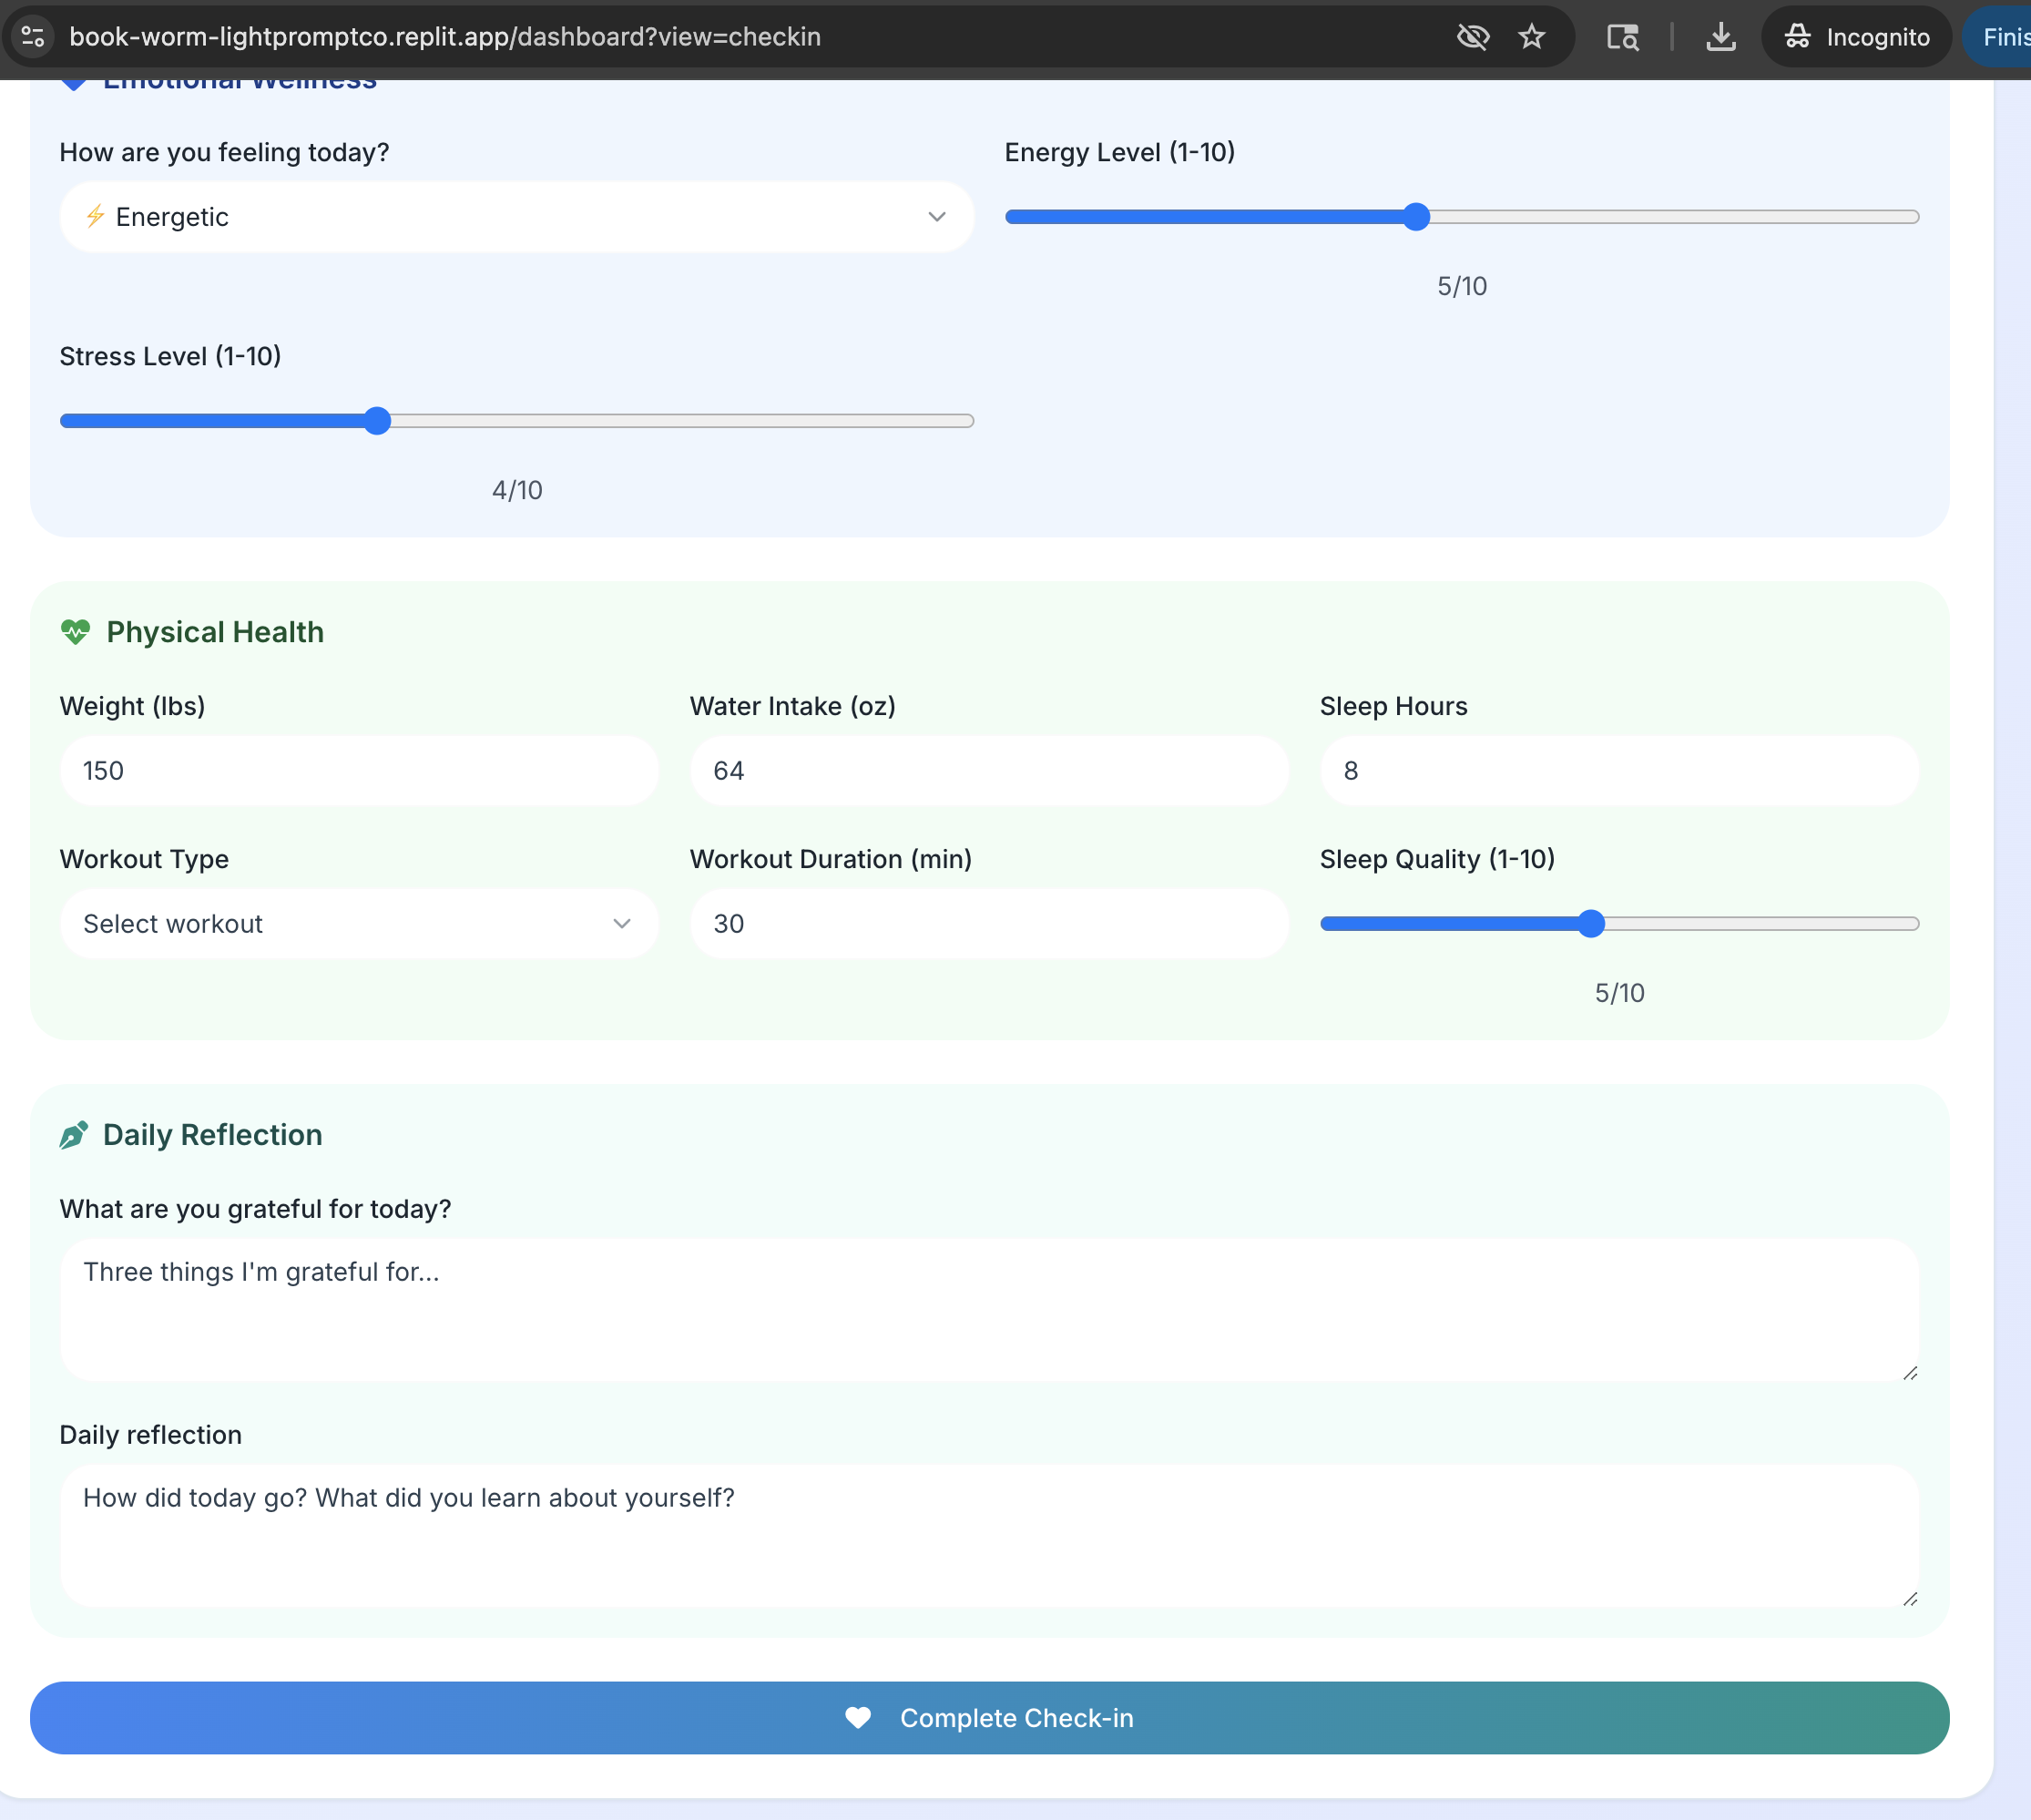 book-worm-lightpromptco.replit.app/dashboard?view=checkin
Incognito
Finis
Emotional Wellness
How are you feeling today?
Energy Level (1-10)
⚡ Energetic
5/10
Stress Level (1-10)
4/10
Physical Health
Weight (lbs)
Water Intake (oz)
Sleep Hours
150
64
8
Workout Type
Workout Duration (min)
Sleep Quality (1-10)
Select workout
30
5/10
Daily Reflection
What are you grateful for today?
Three things I'm grateful for...
Daily reflection
How did today go? What did you learn about yourself?
Complete Check-in